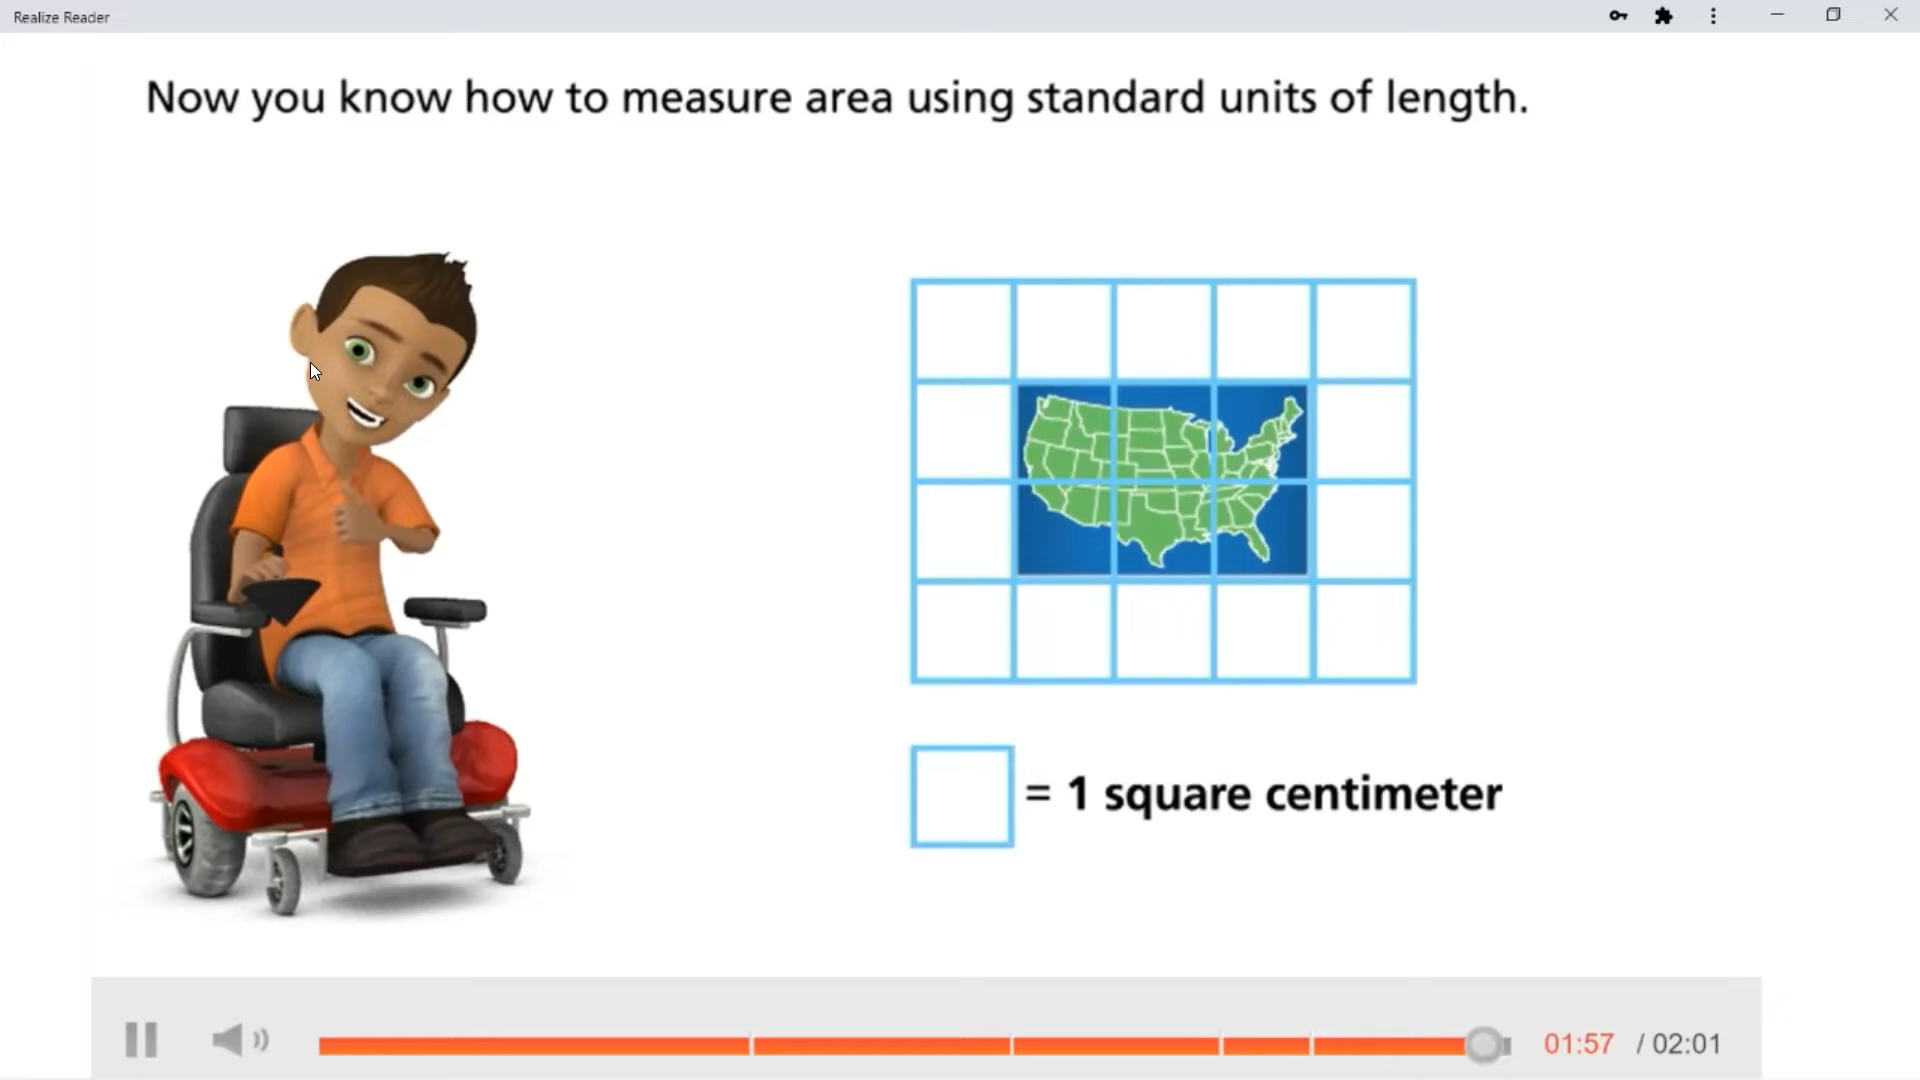 Realize Reader
Now you know how to measure area using standard units of length.
= 1 square centimeter
01:57 / 02:01